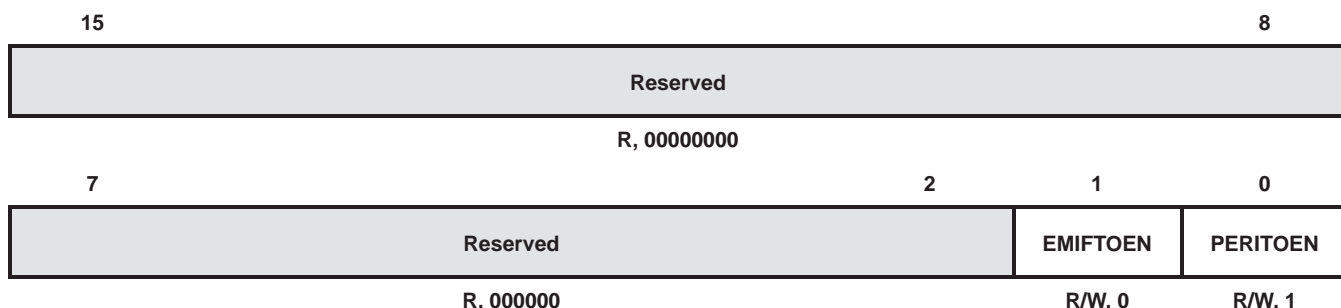 15 8
Reserved
R, 00000000
7 2 1 0
Reserved EMIFTOEN PERITOEN
R, 000000 R/W, 0 R/W, 1